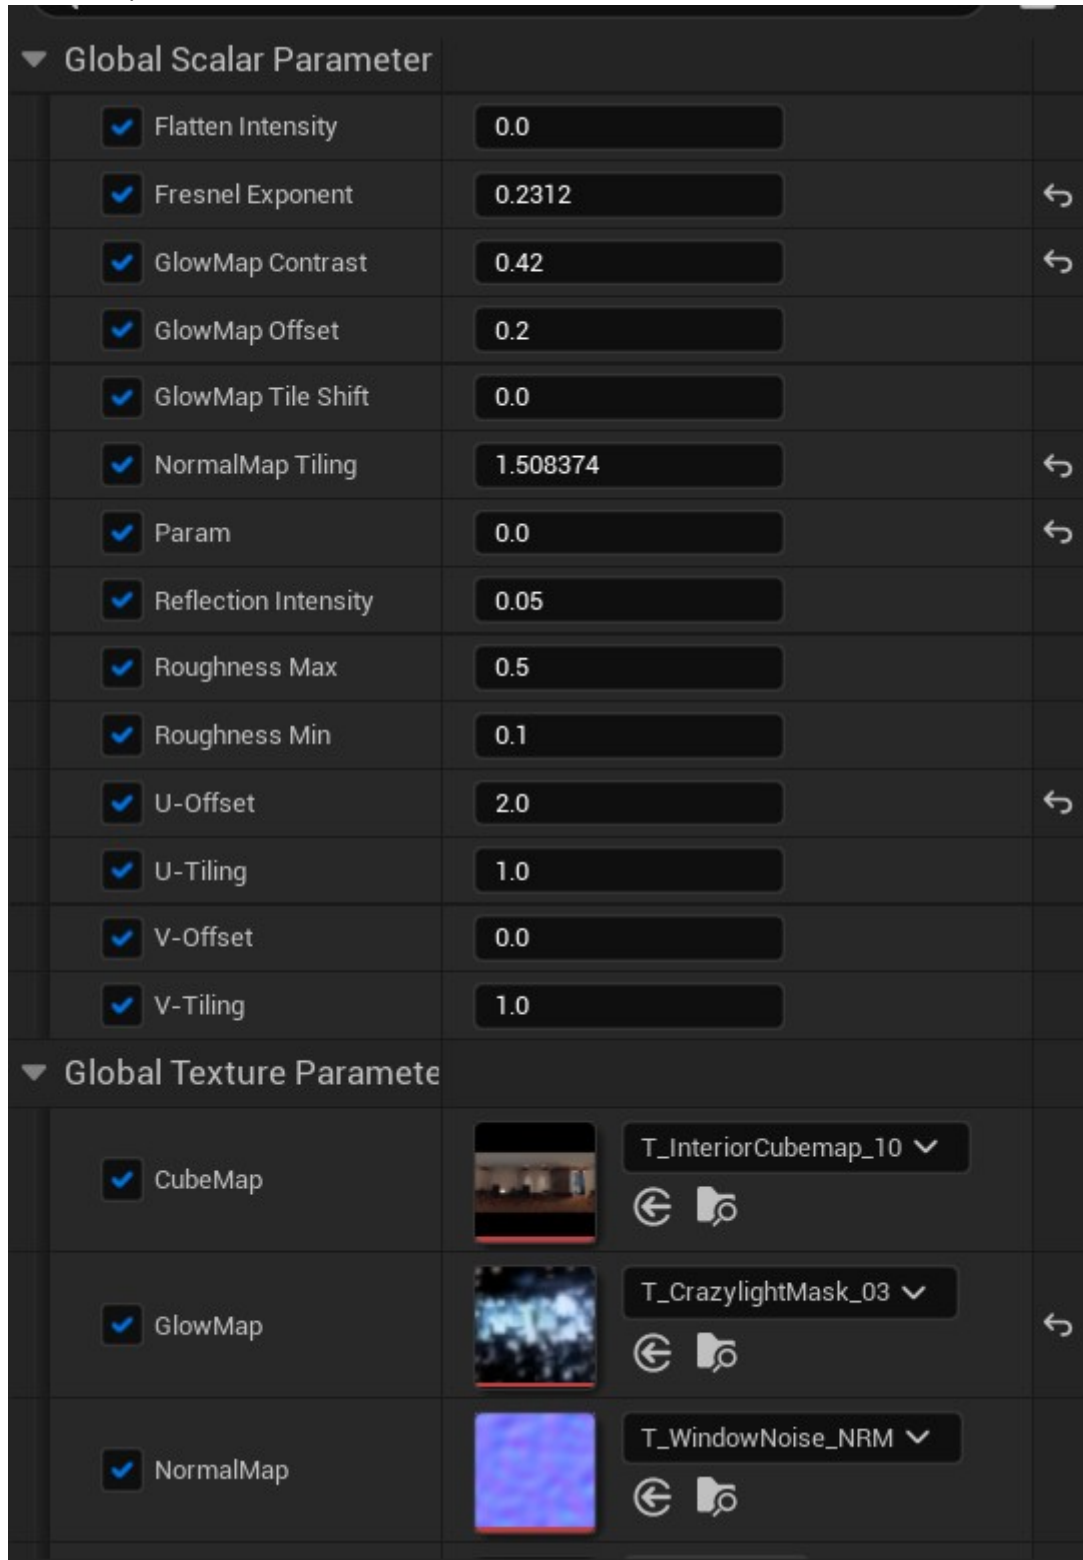 Global Scalar Parameter
Flatten Intensity 0.0
Fresnel Exponent 0.2312
GlowMap Contrast 0.42
GlowMap Offset 0.2
GlowMap Tile Shift 0.0
NormalMap Tiling 1.508374
Param 0.0
Reflection Intensity 0.05
Roughness Max 0.5
Roughness Min 0.1
U-Offset 2.0
U-Tiling 1.0
V-Offset 0.0
V-Tiling 1.0
Global Texture Paramete
T_InteriorCubemap_10
CubeMap
T_CrazylightMask_03
GlowMap
T_WindowNoise_NRM
NormalMap